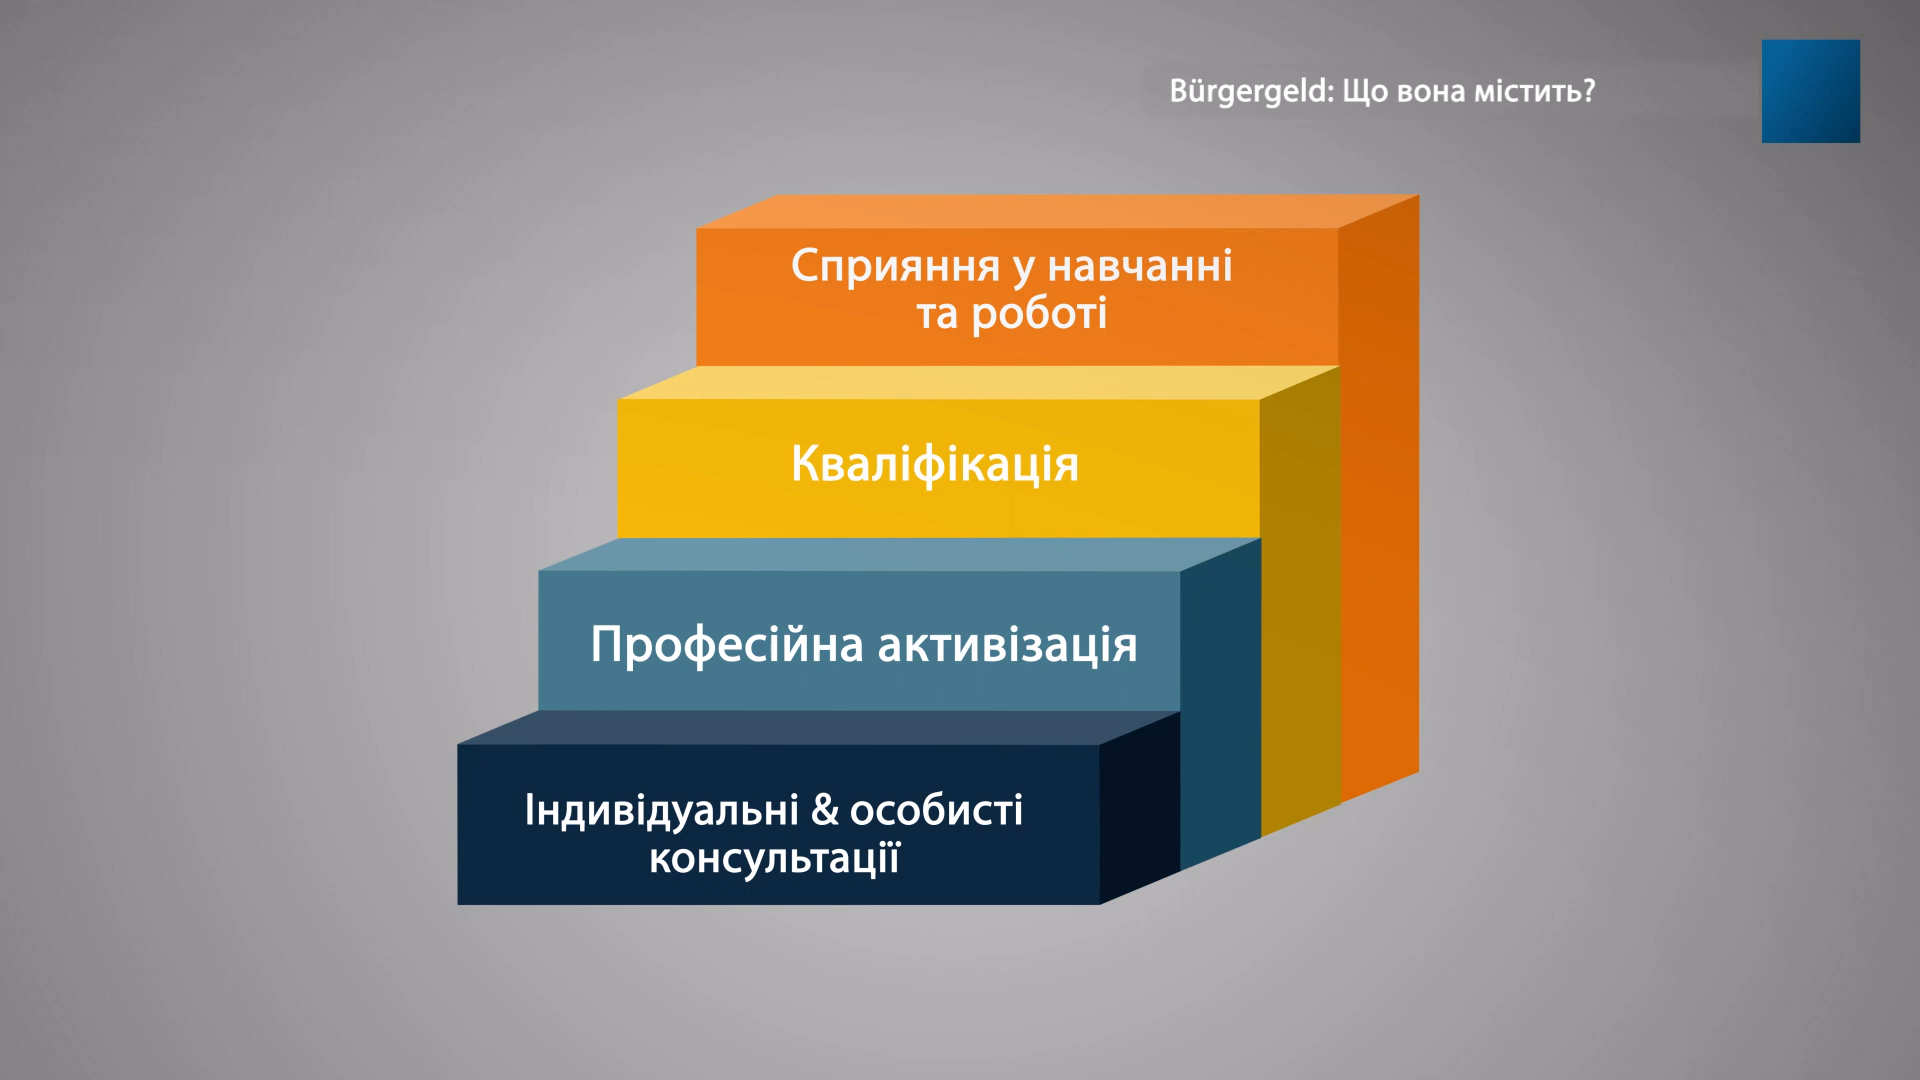 Bürgergeld: Що вона містить?
Сприяння у навчанні
та роботі
Кваліфікація
Професійна активізація
Індивідуальні & особисті
консультації